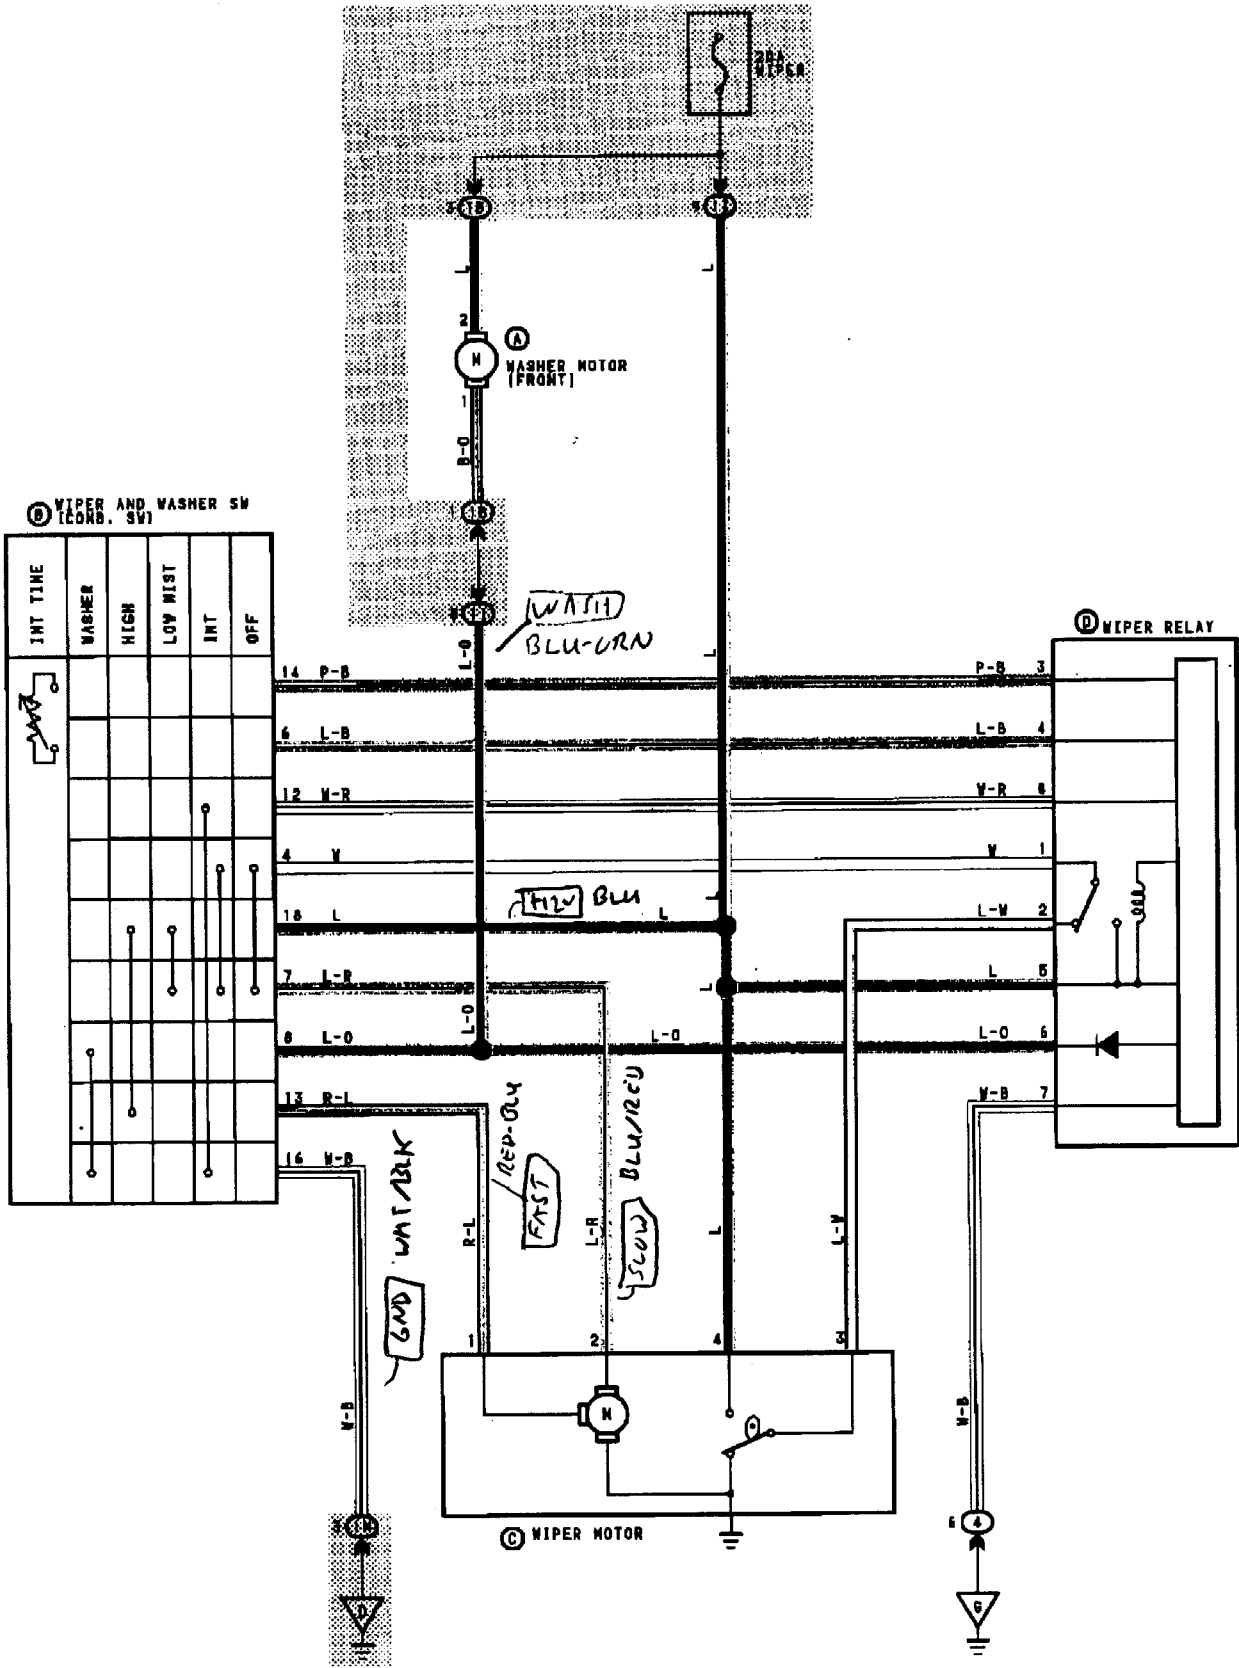 20A
WIPER
L
L
2
A
M
WASHER MOTOR
(FRONT)
1
B-O
B WIPER AND WASHER SW
(COMB. SW)
INT TIME
WASHER
HIGH
LOW MIST
INT
OFF
WASH
BLU-ORN
L-O
L
D WIPER RELAY
14 P-B
P-B 3
6 L-B
L-B 4
12 W-R
W-R
4 W
W 1
+12V BLU
L
18 L
L
L-W 2
7 L-R
L
L 5
L-O
8 L-O
L-O
L-O 6
13 R-L
W-B 7
RED-BLU
FAST
BLU/RED
SLOW
16 W-B
GND WHT/BLK
R-L
L-R
L
L-W
1
2
4
3
M
W-B
W-B
C WIPER MOTOR
6 4
D
G